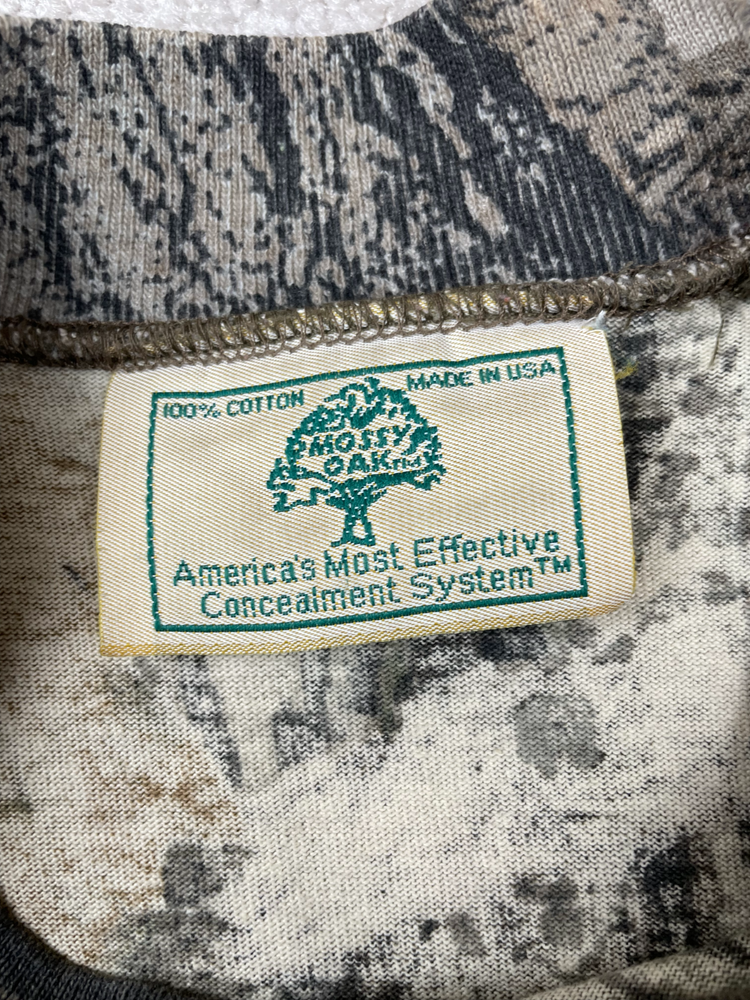 100% COTTON MADE IN USA
MOSSY
OAK
America's Most Effective
Concealment System™